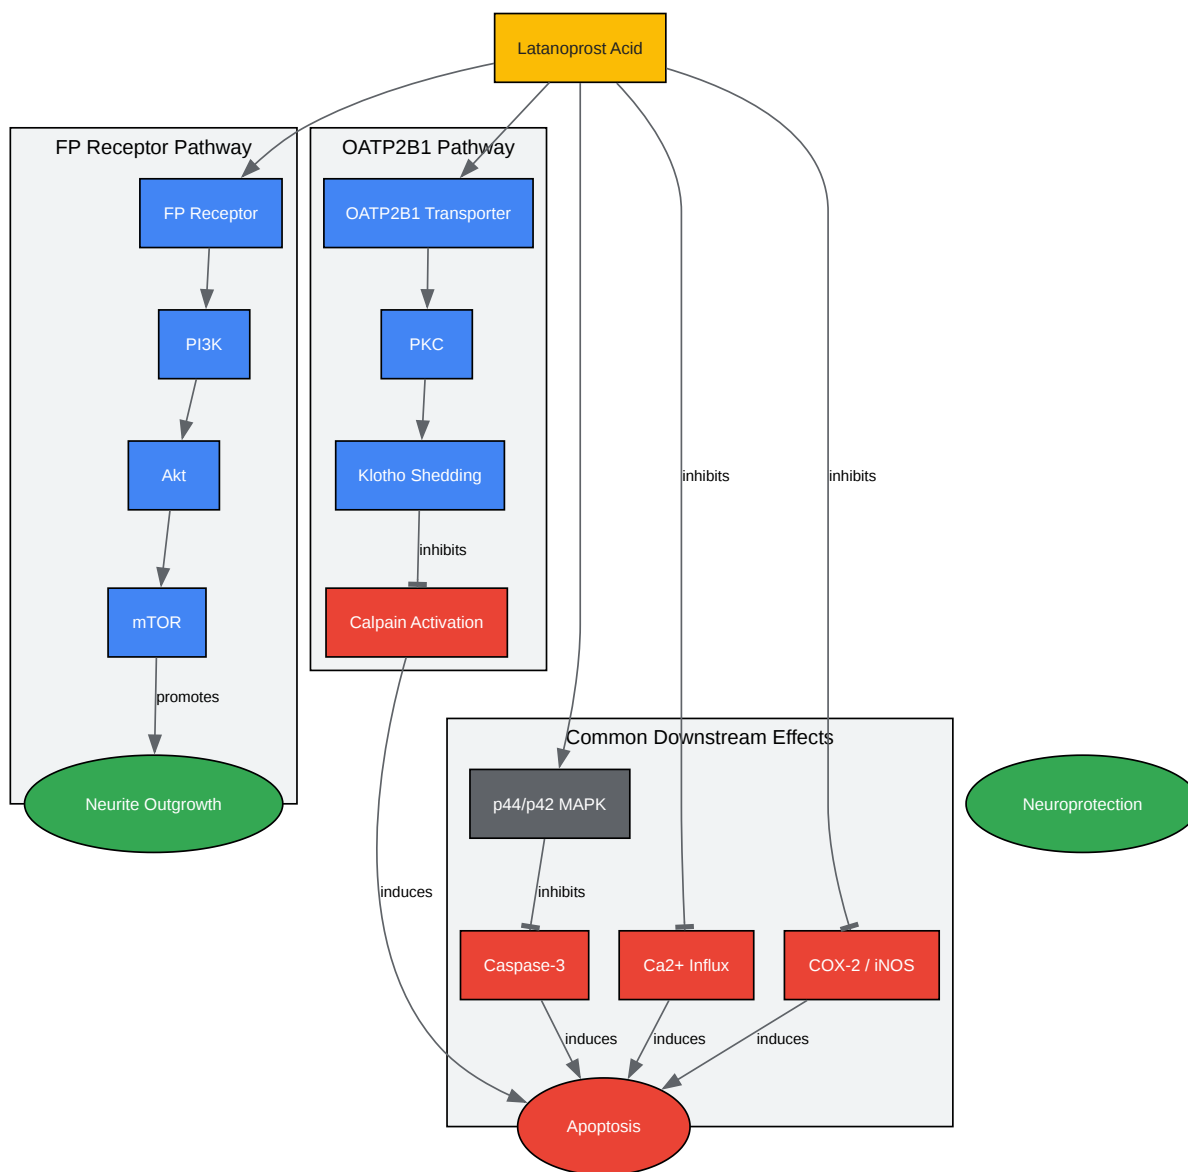 Latanoprost Acid
FP Receptor Pathway
OATP2B1 Pathway
FP Receptor
OATP2B1 Transporter
PI3K
PKC
Akt
Klotho Shedding
inhibits
inhibits
inhibits
mTOR
Calpain Activation
promotes
Common Downstream Effects
Neurite Outgrowth
p44/p42 MAPK
Neuroprotection
induces
inhibits
Caspase-3
Ca2+ Influx
COX-2 / iNOS
induces
induces
induces
Apoptosis